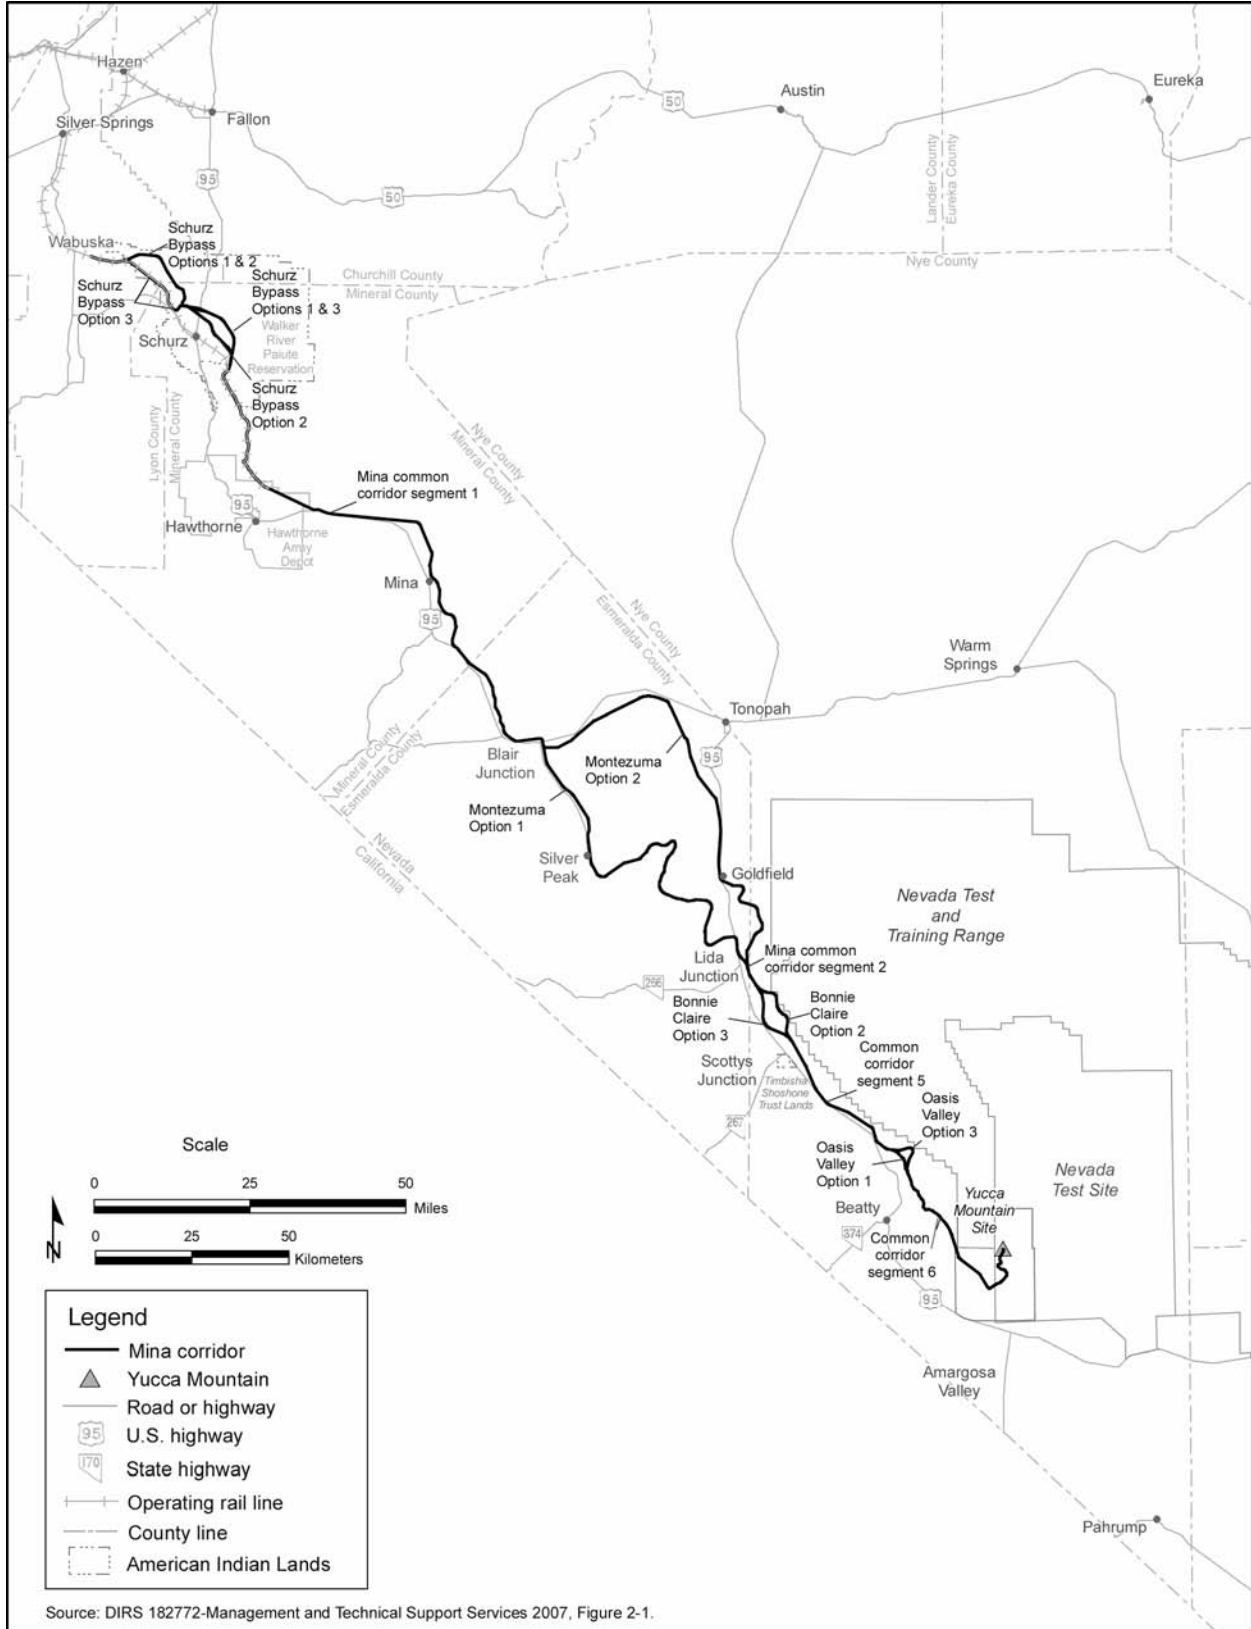 Hazen
Austin
Eureka
50
Silver Springs
Fallon
95
50
Lander County
Eureka County
Wabuska
Schurz
Bypass
Options 1 & 2
Nye County
Schurz
Bypass
Option 3
Schurz
Bypass
Options 1 & 3
Churchill County
Mineral County
Walker
River
Paiute
Reservation
Schurz
Schurz
Bypass
Option 2
Lyon County
Mineral County
Nye County
Mineral County
Mina common
corridor segment 1
95
Hawthorne
Hawthorne
Army
Depot
Mina
95
Nye County
Esmeralda County
Warm
Springs
Tonopah
95
Blair
Junction
Montezuma
Option 2
Mineral County
Esmeralda County
Montezuma
Option 1
Nevada
California
Silver
Peak
Goldfield
Nevada Test
and
Training Range
Lida
Junction
Mina common
corridor segment 2
266
Bonnie
Claire
Option 3
Bonnie
Claire
Option 2
Scottys
Junction
Common
corridor
segment 5
Timbisha
Shoshone
Trust Lands
267
Oasis
Valley
Option 3
Oasis
Valley
Option 1
Nevada
Test Site
Yucca
Mountain
Site
Beatty
374
Common
corridor
segment 6
95
Amargosa
Valley
Pahrump
Scale
0 25 50
Miles
0 25 50
Kilometers
N
Legend
Mina corridor
Yucca Mountain
Road or highway
95 U.S. highway
170 State highway
Operating rail line
County line
American Indian Lands
Source: DIRS 182772-Management and Technical Support Services 2007, Figure 2-1.